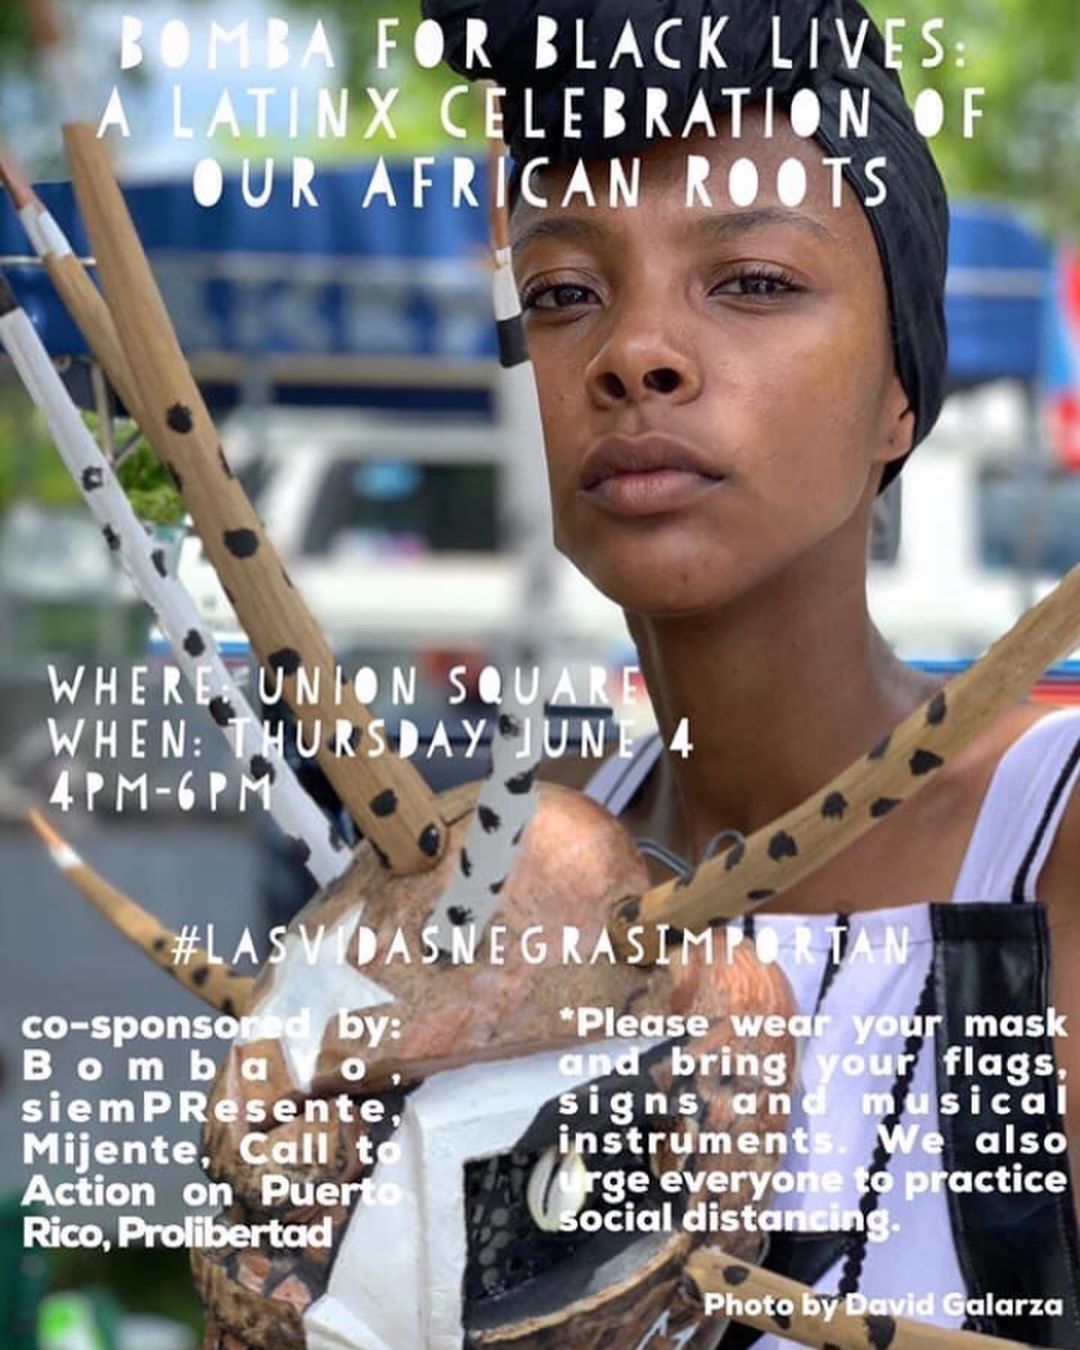 BOMBA FOR BLACK LIVES:
A LATINX CELEBRATION OF
OUR AFRICAN ROOTS
WHERE: UNION SQUARE
WHEN: THURSDAY JUNE 4
4PM-6PM
#LASVIDASNEGRASIMPORTAN
co-sponsored by:
BombaYo,
siemPResente,
Mijente, Call to
Action on Puerto
Rico, Prolibertad
*Please wear your mask
and bring your flags,
signs and musical
instruments. We also
urge everyone to practice
social distancing.
Photo by David Galarza